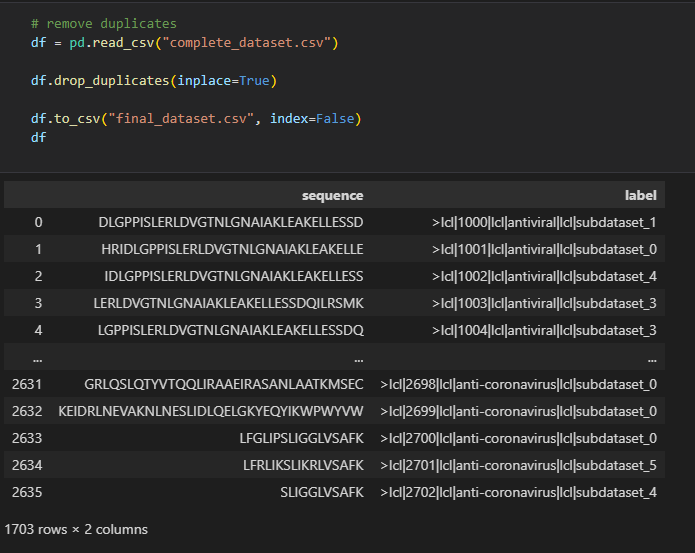 # remove duplicates
df = pd.read_csv("complete_dataset.csv")
df.drop_duplicates(inplace=True)
df.to_csv("final_dataset.csv", index=False)
df
sequence label
0 DLGPPISLERLDVGTNLGNAIAKLEAKELLESSD >lcl|1000|lcl|antiviral|lcl|subdataset_1
1 HRIDLGPPISLERLDVGTNLGNAIAKLEAKELLE >lcl|1001|lcl|antiviral|lcl|subdataset_0
2 IDLGPPISLERLDVGTNLGNAIAKLEAKELLESS >lcl|1002|lcl|antiviral|lcl|subdataset_4
3 LERLDVGTNLGNAIAKLEAKELLESSDQILRSMK >lcl|1003|lcl|antiviral|lcl|subdataset_3
4 LGPPISLERLDVGTNLGNAIAKLEAKELLESSDQ >lcl|1004|lcl|antiviral|lcl|subdataset_3
... ... ...
2631 GRLQSLQTYVTQQLIRAAEIRASANLAATKMSEC >lcl|2698|lcl|anti-coronavirus|lcl|subdataset_0
2632 KEIDRLNEVAKNLNESLIDLQELGKYEQYIKWPWYVW >lcl|2699|lcl|anti-coronavirus|lcl|subdataset_0
2633 LFGLIPSLIGGLVSAFK >lcl|2700|lcl|anti-coronavirus|lcl|subdataset_0
2634 LFRLIKSLIKRLVSAFK >lcl|2701|lcl|anti-coronavirus|lcl|subdataset_5
2635 SLIGGLVSAFK >lcl|2702|lcl|anti-coronavirus|lcl|subdataset_4
1703 rows × 2 columns